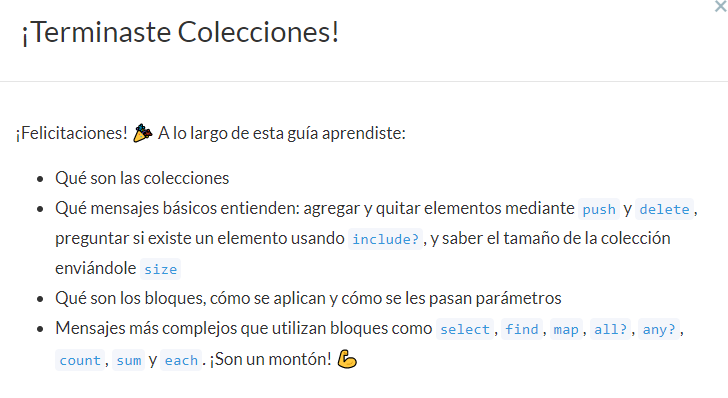 ¡Terminaste Colecciones!
¡Felicitaciones! 🎉 A lo largo de esta guía aprendiste:
• Qué son las colecciones
• Qué mensajes básicos entienden: agregar y quitar elementos mediante push y delete,
preguntar si existe un elemento usando include?, y saber el tamaño de la colección
enviándole size
• Qué son los bloques, cómo se aplican y cómo se les pasan parámetros
• Mensajes más complejos que utilizan bloques como select, find, map, all?, any?,
count, sum y each. ¡Son un montón! 💪